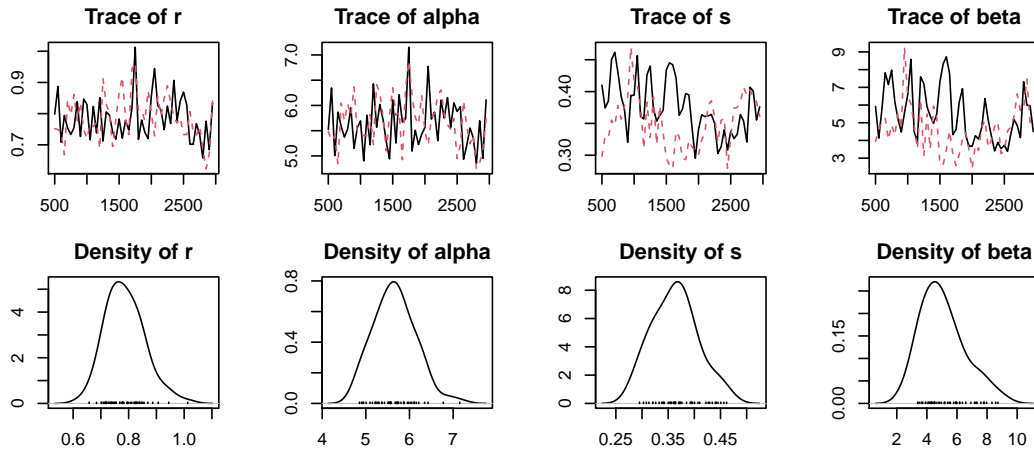 Trace of r
0.7 0.9
500 1500 2500
Trace of alpha
5.0 6.0 7.0
500 1500 2500
Trace of s
0.30 0.40
500 1500 2500
Trace of beta
3 5 7 9
500 1500 2500
Density of r
0 2 4
0.6 0.8 1.0
Density of alpha
0.0 0.4 0.8
4 5 6 7
Density of s
0 2 4 6 8
0.25 0.35 0.45
Density of beta
0.00 0.15
2 4 6 8 10